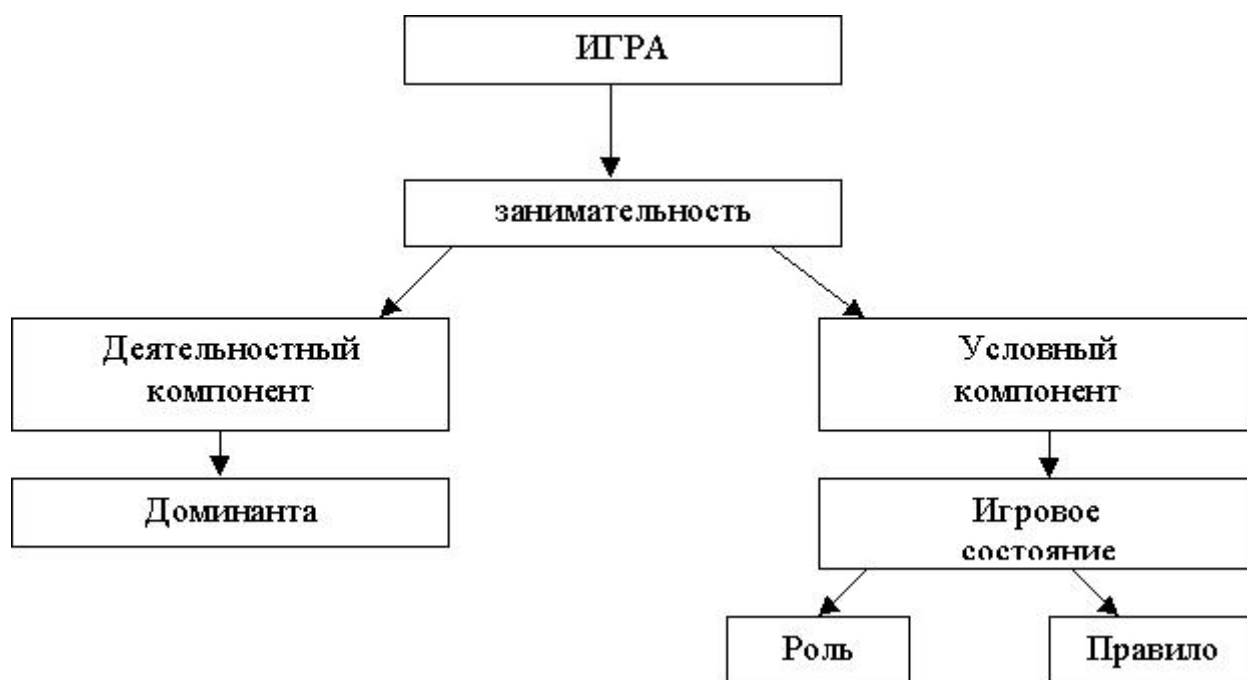 ИГРА
занимательность
Деятельностный
компонент
Условный
компонент
Доминанта
Игровое
состояние
Роль
Правило